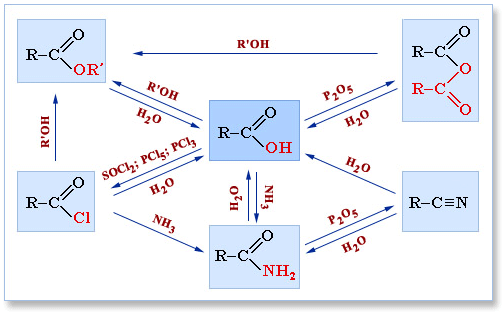 R'OH
R–C
O
OR'
O
R–C
O
R–C
O
R'OH
H₂O
P₂O₅
H₂O
R'OH
O
R–C
OH
SOCl₂; PCl₅; PCl₃
H₂O
H₂O
NH₃
H₂O
O
R–C
Cl
NH₃
P₂O₅
H₂O
R–C≡N
O
R–C
NH₂